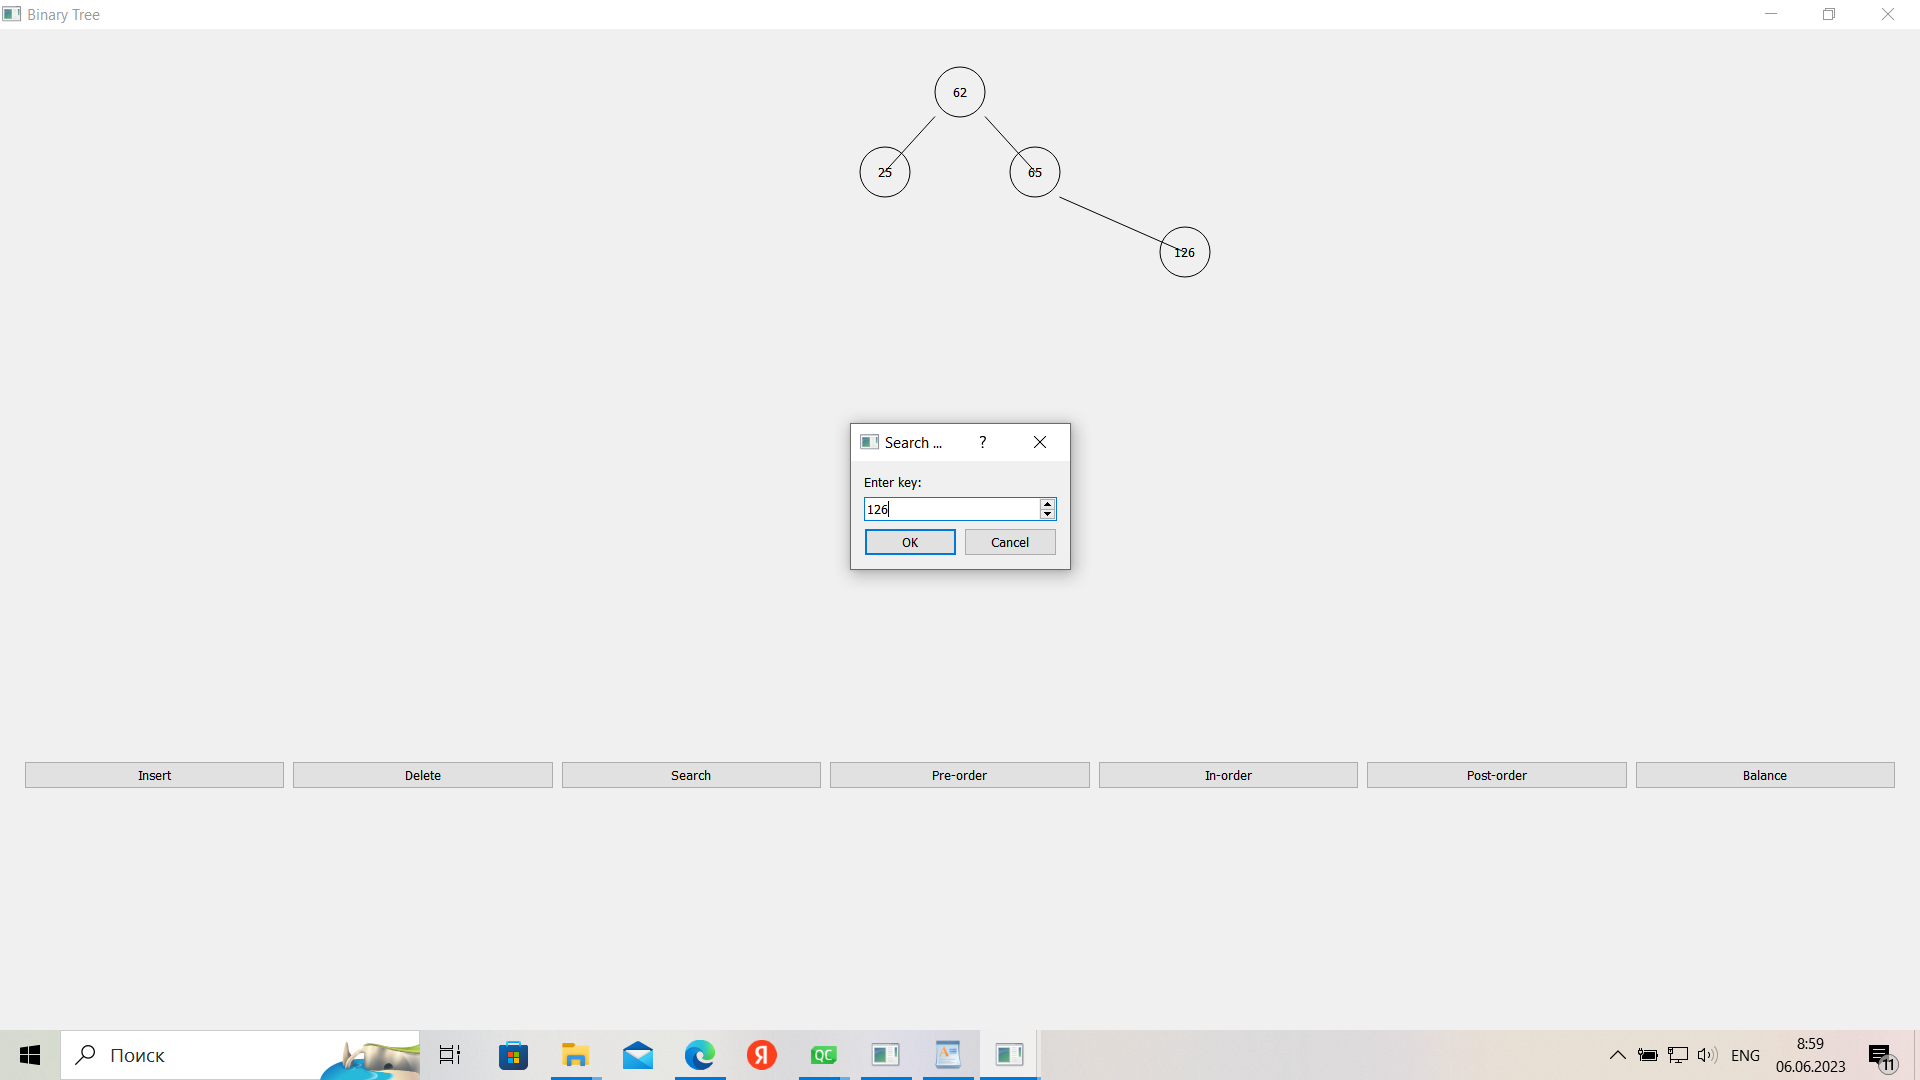 Binary Tree
62
25
65
126
Search ...
?
Enter key:
126
OK
Cancel
Insert
Delete
Search
Pre-order
In-order
Post-order
Balance
Поиск
Я
QC
A
ENG
8:59
06.06.2023
11